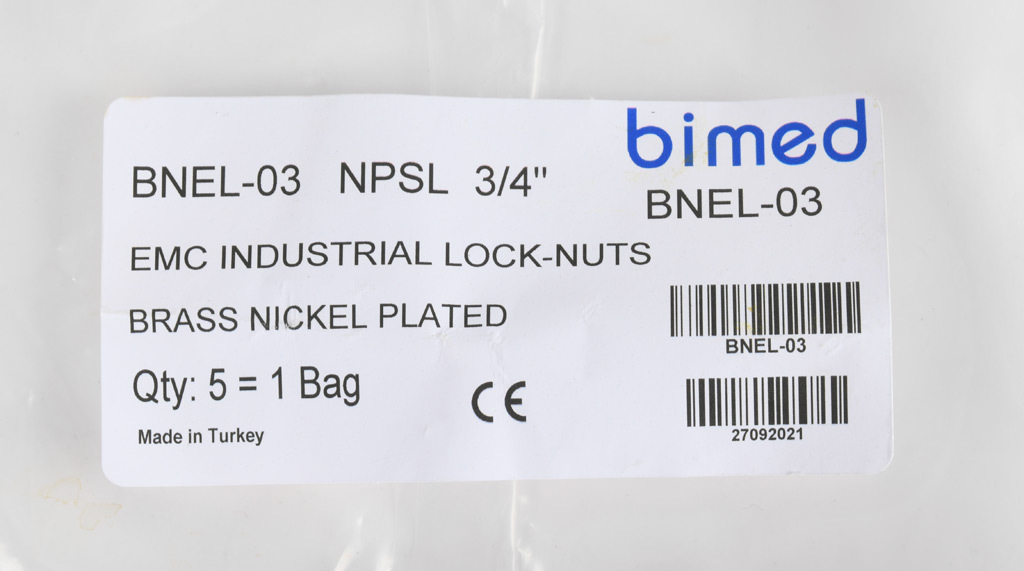 bimed
BNEL-03 NPSL 3/4"
BNEL-03
EMC INDUSTRIAL LOCK-NUTS
BRASS NICKEL PLATED
BNEL-03
Qty: 5 = 1 Bag
CE
27092021
Made in Turkey